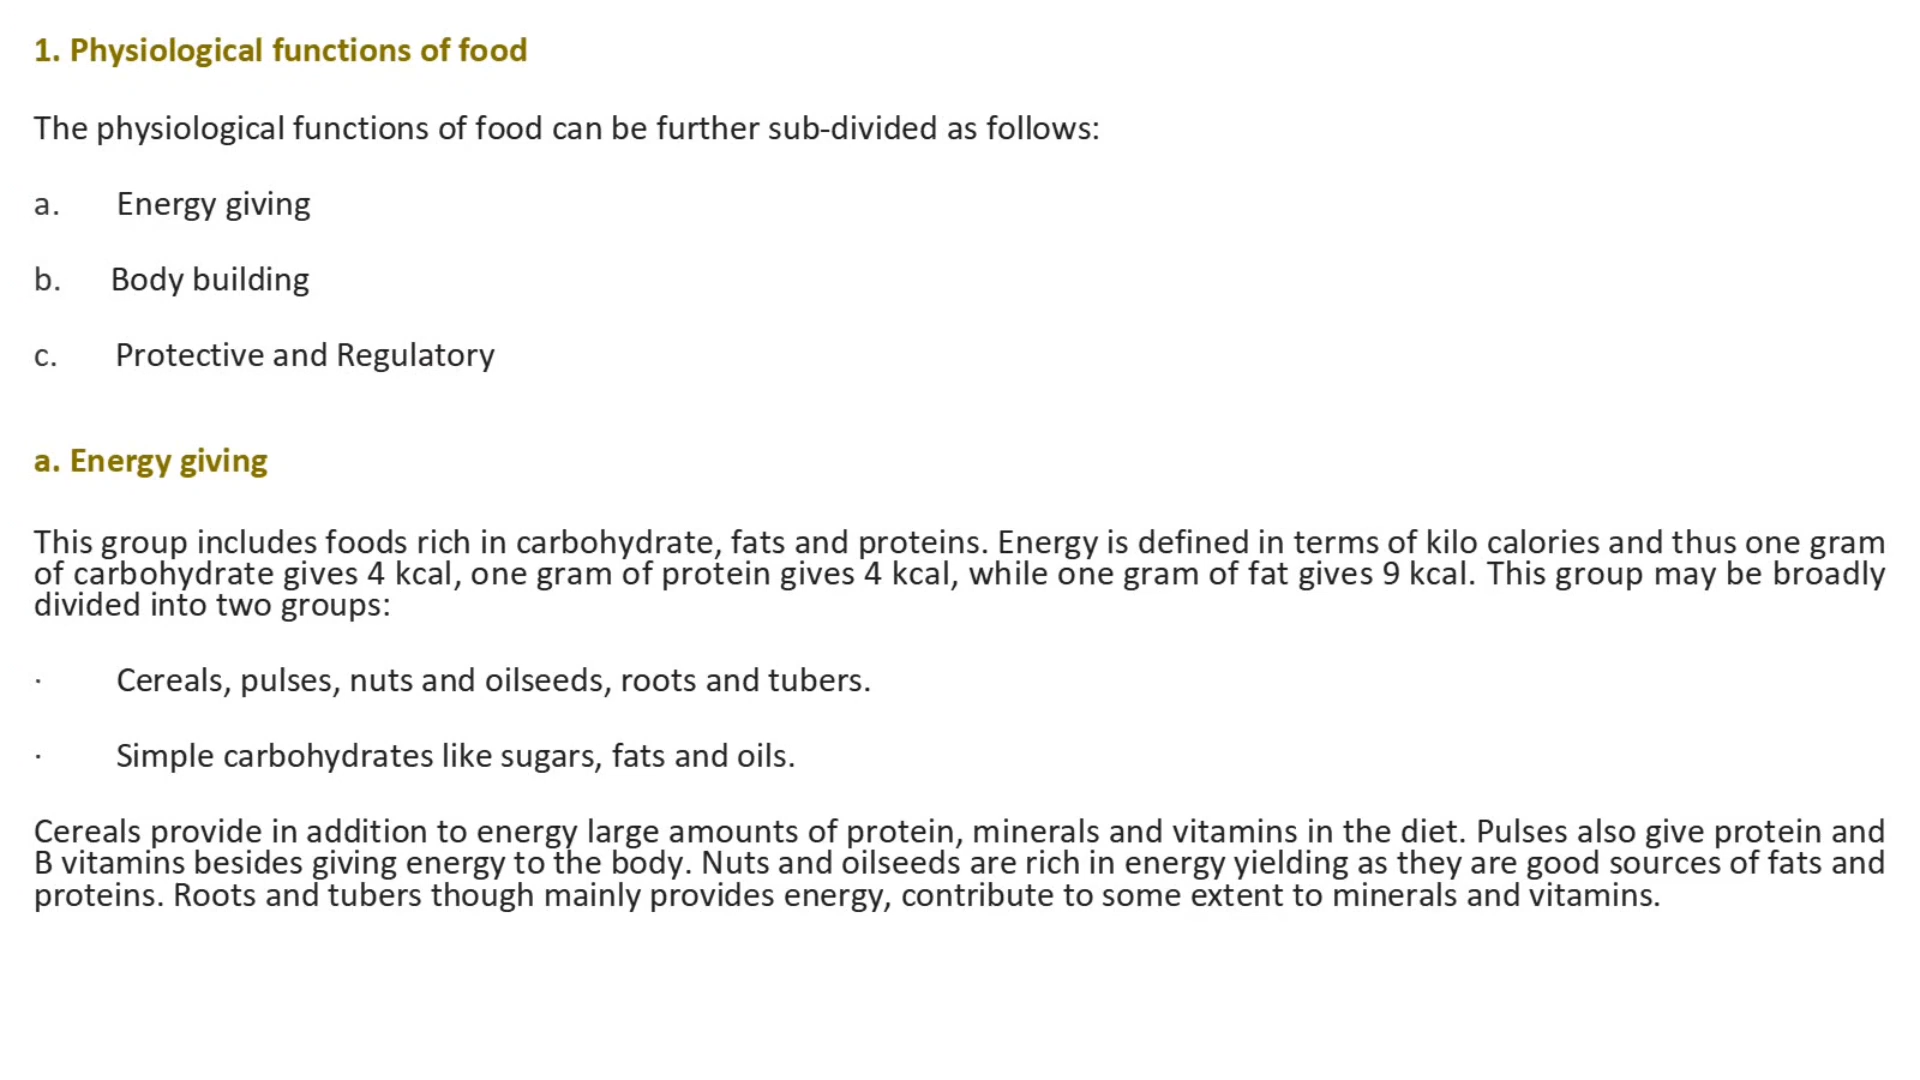 1. Physiological functions of food
The physiological functions of food can be further sub-divided as follows:
a. Energy giving
b. Body building
c. Protective and Regulatory
a. Energy giving
This group includes foods rich in carbohydrate, fats and proteins. Energy is defined in terms of kilo calories and thus one gram
of carbohydrate gives 4 kcal, one gram of protein gives 4 kcal, while one gram of fat gives 9 kcal. This group may be broadly
divided into two groups:
· Cereals, pulses, nuts and oilseeds, roots and tubers.
· Simple carbohydrates like sugars, fats and oils.
Cereals provide in addition to energy large amounts of protein, minerals and vitamins in the diet. Pulses also give protein and
B vitamins besides giving energy to the body. Nuts and oilseeds are rich in energy yielding as they are good sources of fats and
proteins. Roots and tubers though mainly provides energy, contribute to some extent to minerals and vitamins.